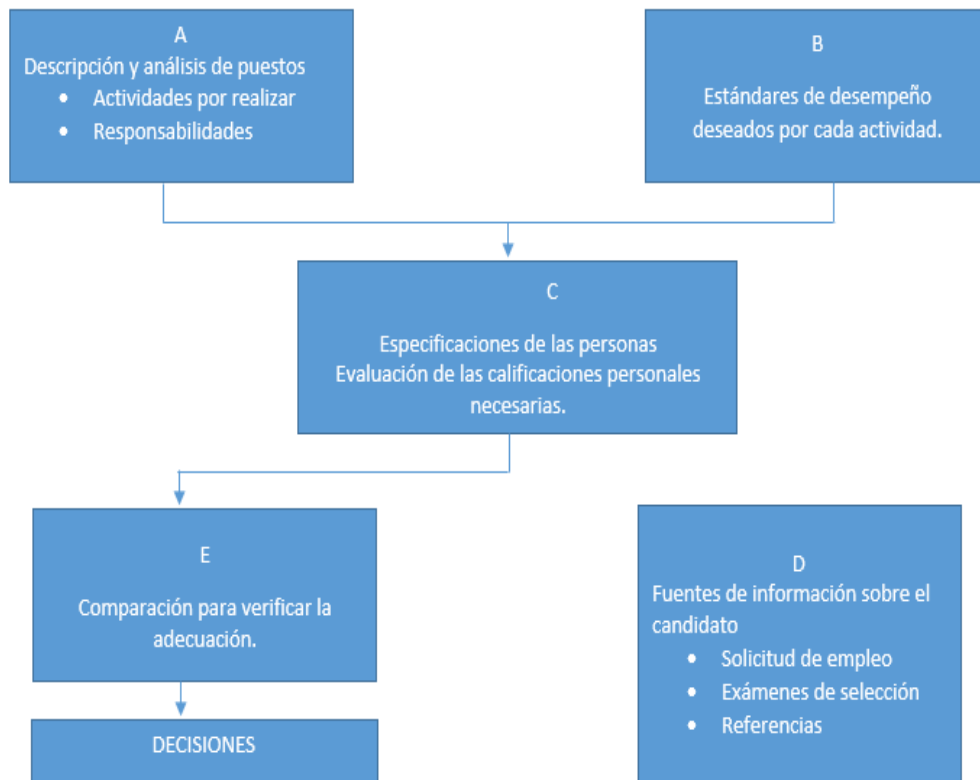 A
Descripción y análisis de puestos
• Actividades por realizar
• Responsabilidades
B
Estándares de desempeño
deseados por cada actividad.
C
Especificaciones de las personas
Evaluación de las calificaciones personales
necesarias.
E
Comparación para verificar la
adecuación.
D
Fuentes de información sobre el
candidato
• Solicitud de empleo
• Exámenes de selección
• Referencias
DECISIONES